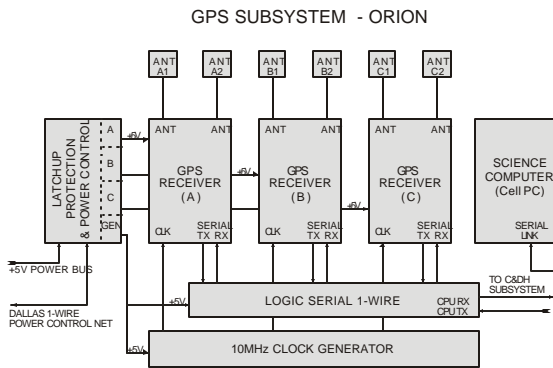 GPS SUBSYSTEM - ORION
ANT A1
ANT A2
ANT B1
ANT B2
ANT C1
ANT C2
LATCHUP
PROTECTION
& POWER CONTROL
A
B
C
GEN
+5V
ANT ANT
GPS
RECEIVER
(A)
CLK
SERIAL
TX RX
+5V
ANT ANT
GPS
RECEIVER
(B)
CLK
SERIAL
TX RX
+5V
ANT ANT
GPS
RECEIVER
(C)
CLK
SERIAL
TX RX
SCIENCE
COMPUTER
(Cell PC)
SERIAL
LINK
+5V POWER BUS
DALLAS 1-WIRE
POWER CONTROL NET
+5V
LOGIC SERIAL 1-WIRE
CPU RX
CPU TX
TO C&DH
SUBSYSTEM
+5V
10MHz CLOCK GENERATOR